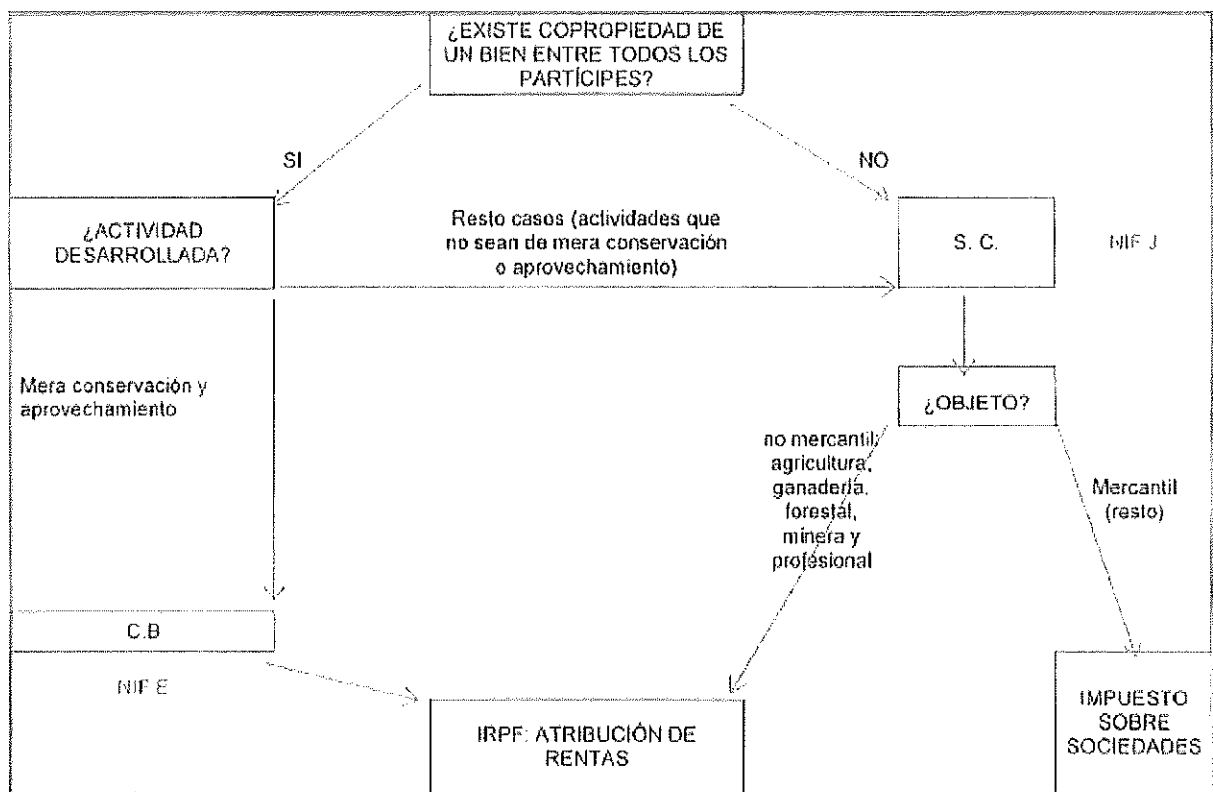 ¿EXISTE COPROPIEDAD DE
UN BIEN ENTRE TODOS LOS
PARTÍCIPES?
SI
NO
¿ACTIVIDAD
DESARROLLADA?
Resto casos (actividades que
no sean de mera conservación
o aprovechamiento)
S. C.
NIF J
Mera conservación y
aprovechamiento
¿OBJETO?
no mercantil:
agricultura,
ganadería,
forestal,
minera y
profesional
Mercantil
(resto)
C.B
NIF E
IRPF: ATRIBUCIÓN DE
RENTAS
IMPUESTO
SOBRE
SOCIEDADES